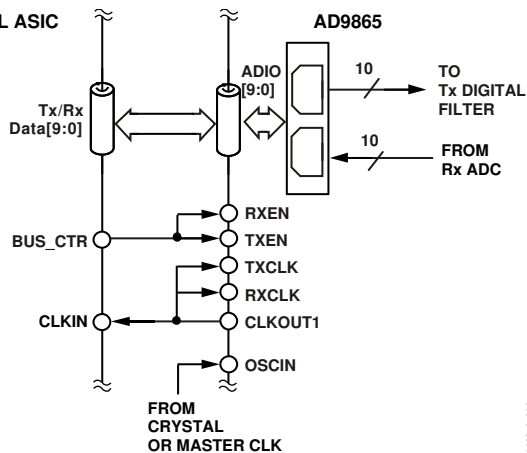 L ASIC
AD9865
ADIO
[9:0]
10
TO
Tx DIGITAL
FILTER
Tx/Rx
Data[9:0]
10
FROM
Rx ADC
RXEN
BUS_CTR
TXEN
TXCLK
RXCLK
CLKIN
CLKOUT1
OSCIN
FROM
CRYSTAL
OR MASTER CLK